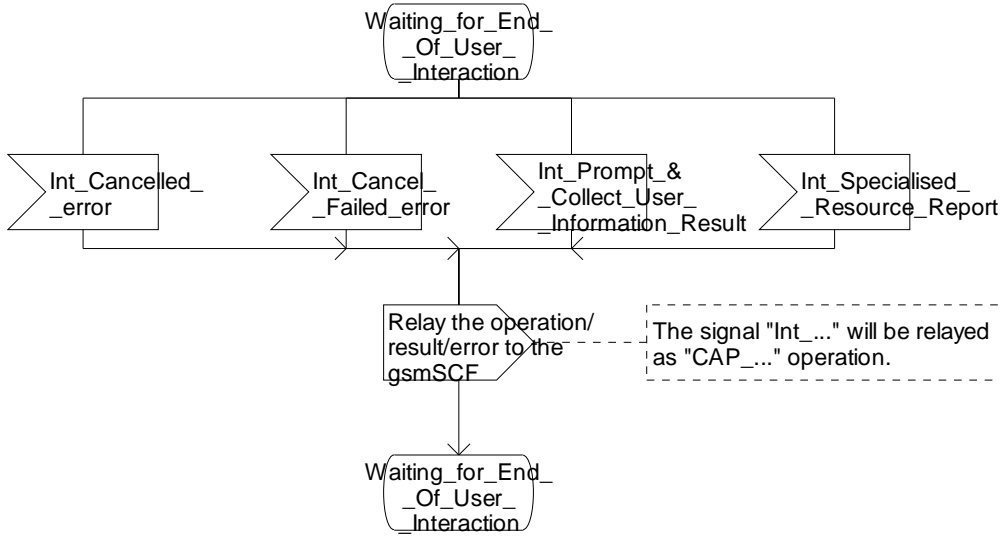 Waiting_for_End_
_Of_User_
_Interaction
Int_Cancelled_
_error
Int_Cancel_
_Failed_error
Int_Prompt_&
_Collect_User_
_Information_Result
Int_Specialised_
_Resource_Report
Relay the operation/
result/error to the
gsmSCF
The signal "Int_..." will be relayed
as "CAP_..." operation.
Waiting_for_End_
_Of_User_
_Interaction